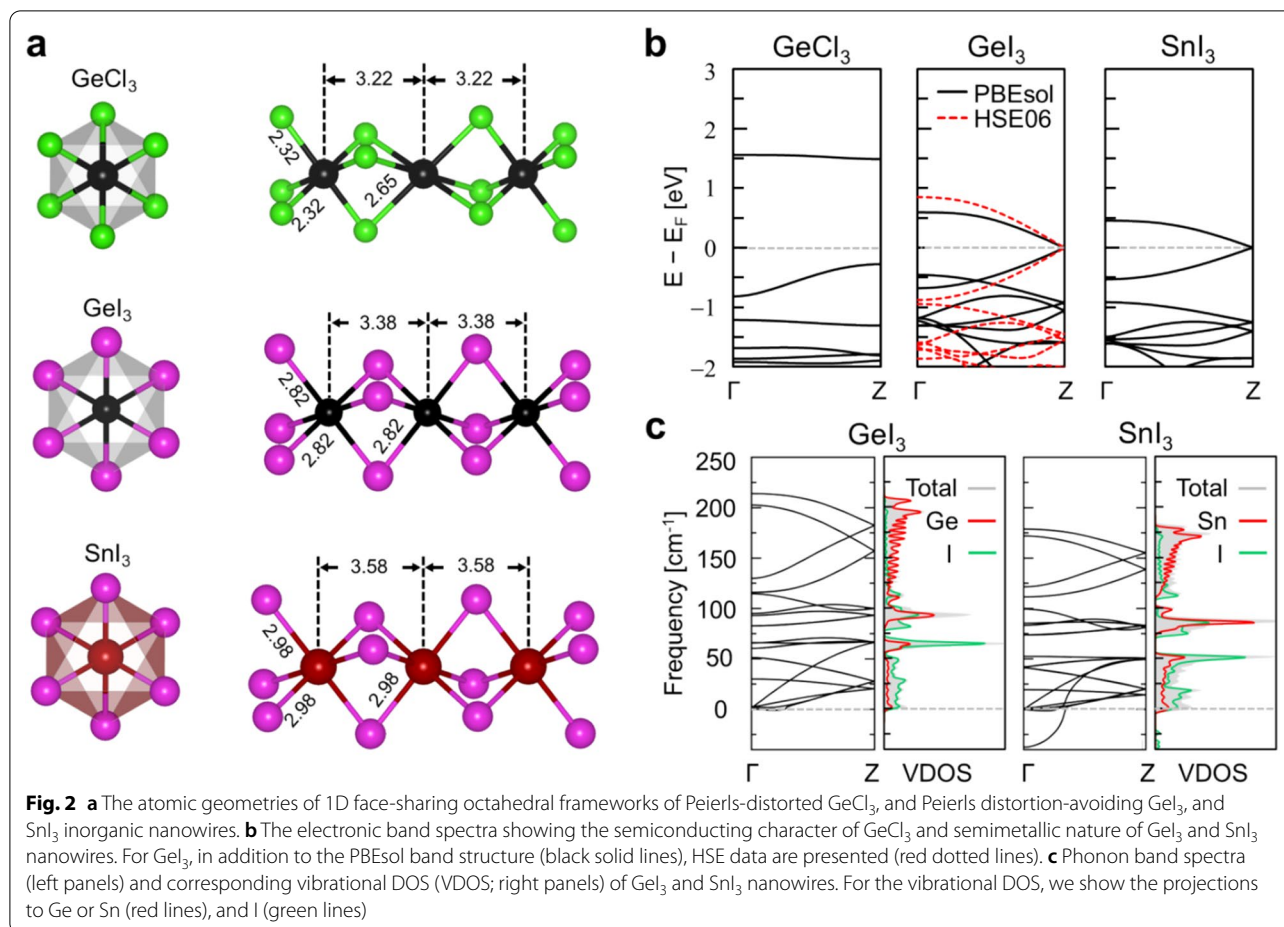 a
GeCl₃
3.22
3.22
2.32
2.32
2.65
GeI₃
3.38
3.38
2.82
2.82
2.82
SnI₃
3.58
3.58
2.98
2.98
2.98
b
GeCl₃
GeI₃
SnI₃
E − E_F [eV]
3
2
1
0
−1
−2
PBEsol
HSE06
Γ
Z
Γ
Z
Γ
Z
c
GeI₃
SnI₃
Frequency [cm⁻¹]
250
200
150
100
50
0
Total
Ge
I
Total
Sn
I
Γ
Z
VDOS
Γ
Z
VDOS
Fig. 2 a The atomic geometries of 1D face-sharing octahedral frameworks of Peierls-distorted GeCl₃, and Peierls distortion-avoiding GeI₃, and
SnI₃ inorganic nanowires. b The electronic band spectra showing the semiconducting character of GeCl₃ and semimetallic nature of GeI₃ and SnI₃
nanowires. For GeI₃, in addition to the PBEsol band structure (black solid lines), HSE data are presented (red dotted lines). c Phonon band spectra
(left panels) and corresponding vibrational DOS (VDOS; right panels) of GeI₃ and SnI₃ nanowires. For the vibrational DOS, we show the projections
to Ge or Sn (red lines), and I (green lines)